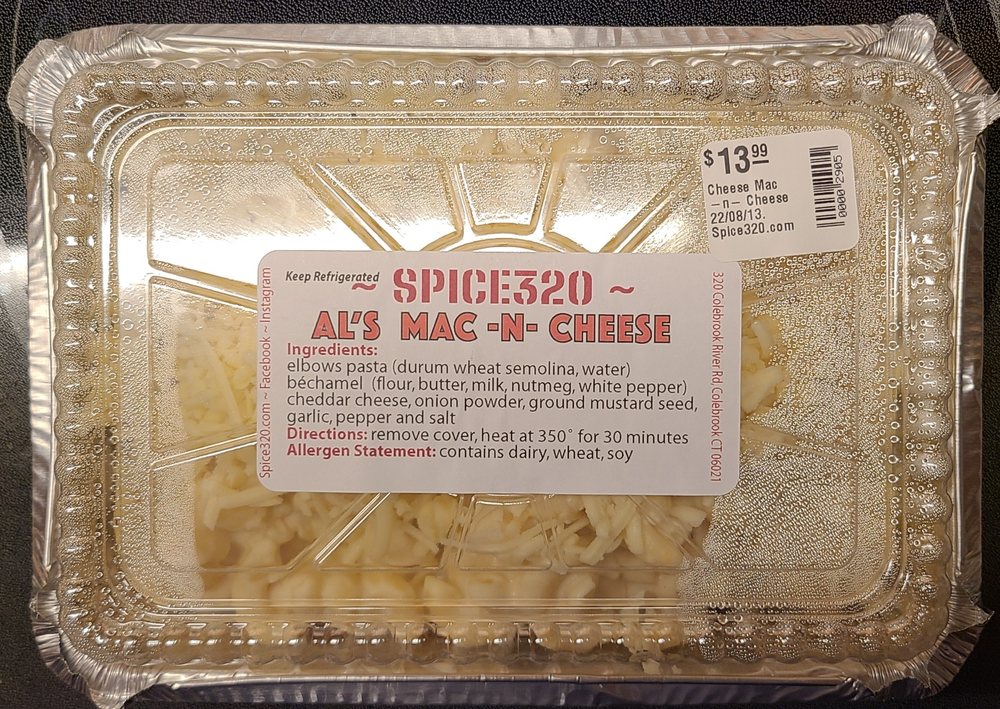 $13.99
Cheese Mac
-n- Cheese
22/08/13.
Spice320.com
0000 2905
Keep Refrigerated
~ SPICE320 ~
AL'S MAC -N- CHEESE
Ingredients:
elbows pasta (durum wheat semolina, water)
béchamel (flour, butter, milk, nutmeg, white pepper)
cheddar cheese, onion powder, ground mustard seed,
garlic, pepper and salt
Directions: remove cover, heat at 350° for 30 minutes
Allergen Statement: contains dairy, wheat, soy
Spice320.com ~ Facebook ~ Instagram
320 Colebrook River Rd, Colebrook CT 06021